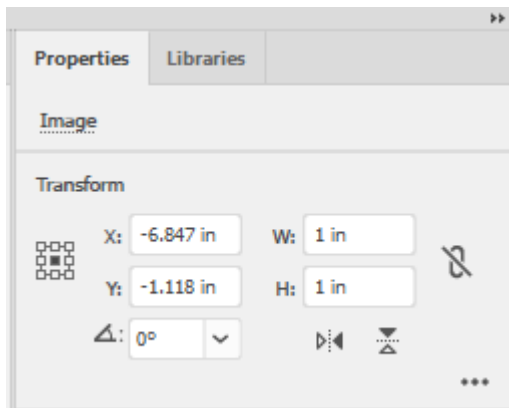 Properties Libraries
Image
Transform
X: -6.847 in W: 1 in
Y: -1.118 in H: 1 in
: 0°